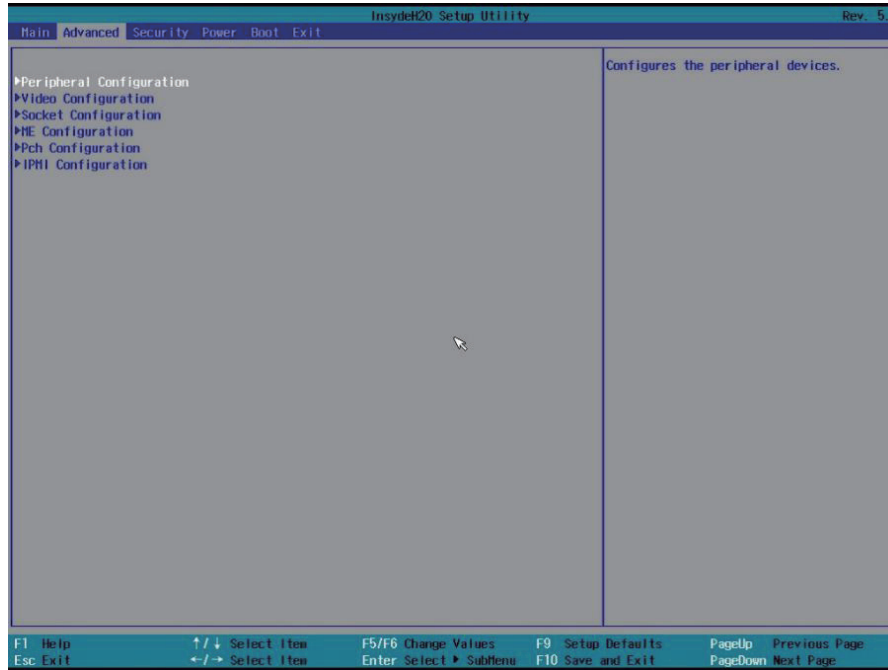 InsydeH20 Setup Utility Rev. 5.
Main Advanced Security Power Boot Exit
Configures the peripheral devices.
▶Peripheral Configuration
▶Video Configuration
▶Socket Configuration
▶ME Configuration
▶Pch Configuration
▶IPMI Configuration
F1 Help ↑/↓ Select Item F5/F6 Change Values F9 Setup Defaults PageUp Previous Page
Esc Exit ←/→ Select Item Enter Select ▶ SubMenu F10 Save and Exit PageDown Next Page